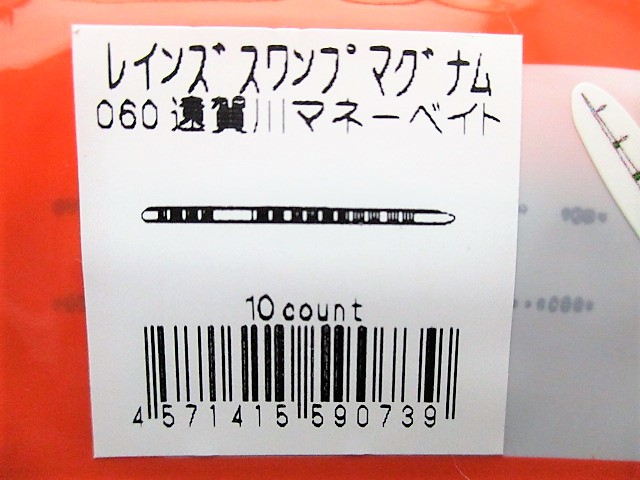 レインズ スワンプ マグナム
060 遠賀川マネーベイト
10 count
4 571415 590739